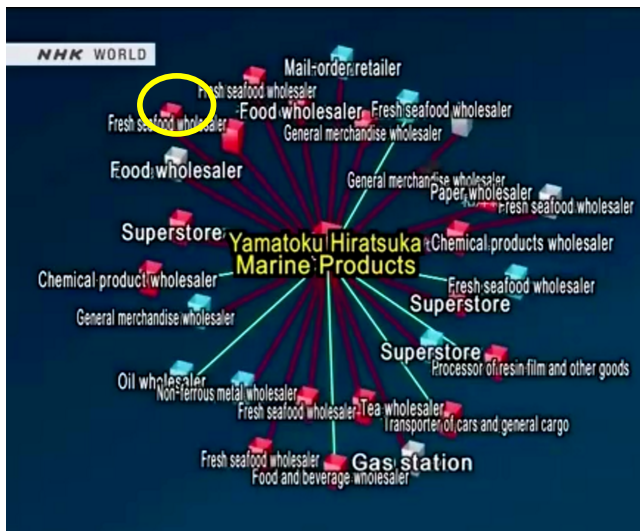 NHK WORLD
Mail-order retailer
Fresh seafood wholesaler
Food wholesaler
Fresh seafood wholesaler
Fresh seafood wholesaler
General merchandise wholesaler
Food wholesaler
General merchandise wholesaler
Paper wholesaler
Fresh seafood wholesaler
Superstore
Yamatoku Hiratsuka
Marine Products
Chemical products wholesaler
Chemical product wholesaler
Fresh seafood wholesaler
Superstore
General merchandise wholesaler
Superstore
Processor of resin film and other goods
Oil wholesaler
Non-ferrous metal wholesaler
Fresh seafood wholesaler
Tea wholesaler
Transporter of cars and general cargo
Fresh seafood wholesaler
Gas station
Food and beverage wholesaler